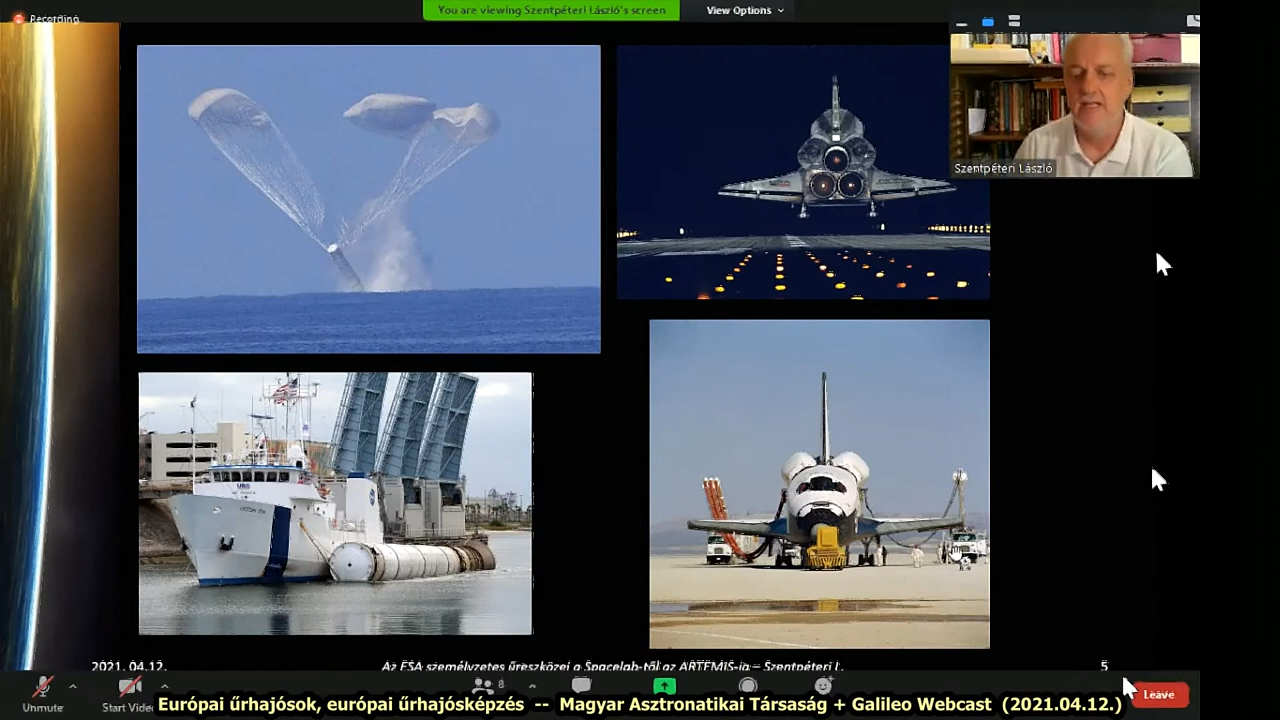 Recording
You are viewing Szentpéteri László's screen
View Options
Szentpéteri László
2021. 04.12.
Az ESA személyzetes űreszközei a Spacelab-től az ARTEMIS-ig – Szentpéteri L.
5
Unmute
Start Video
8
Leave
Európai űrhajósok, európai űrhajósképzés -- Magyar Asztronatikai Társaság + Galileo Webcast (2021.04.12.)